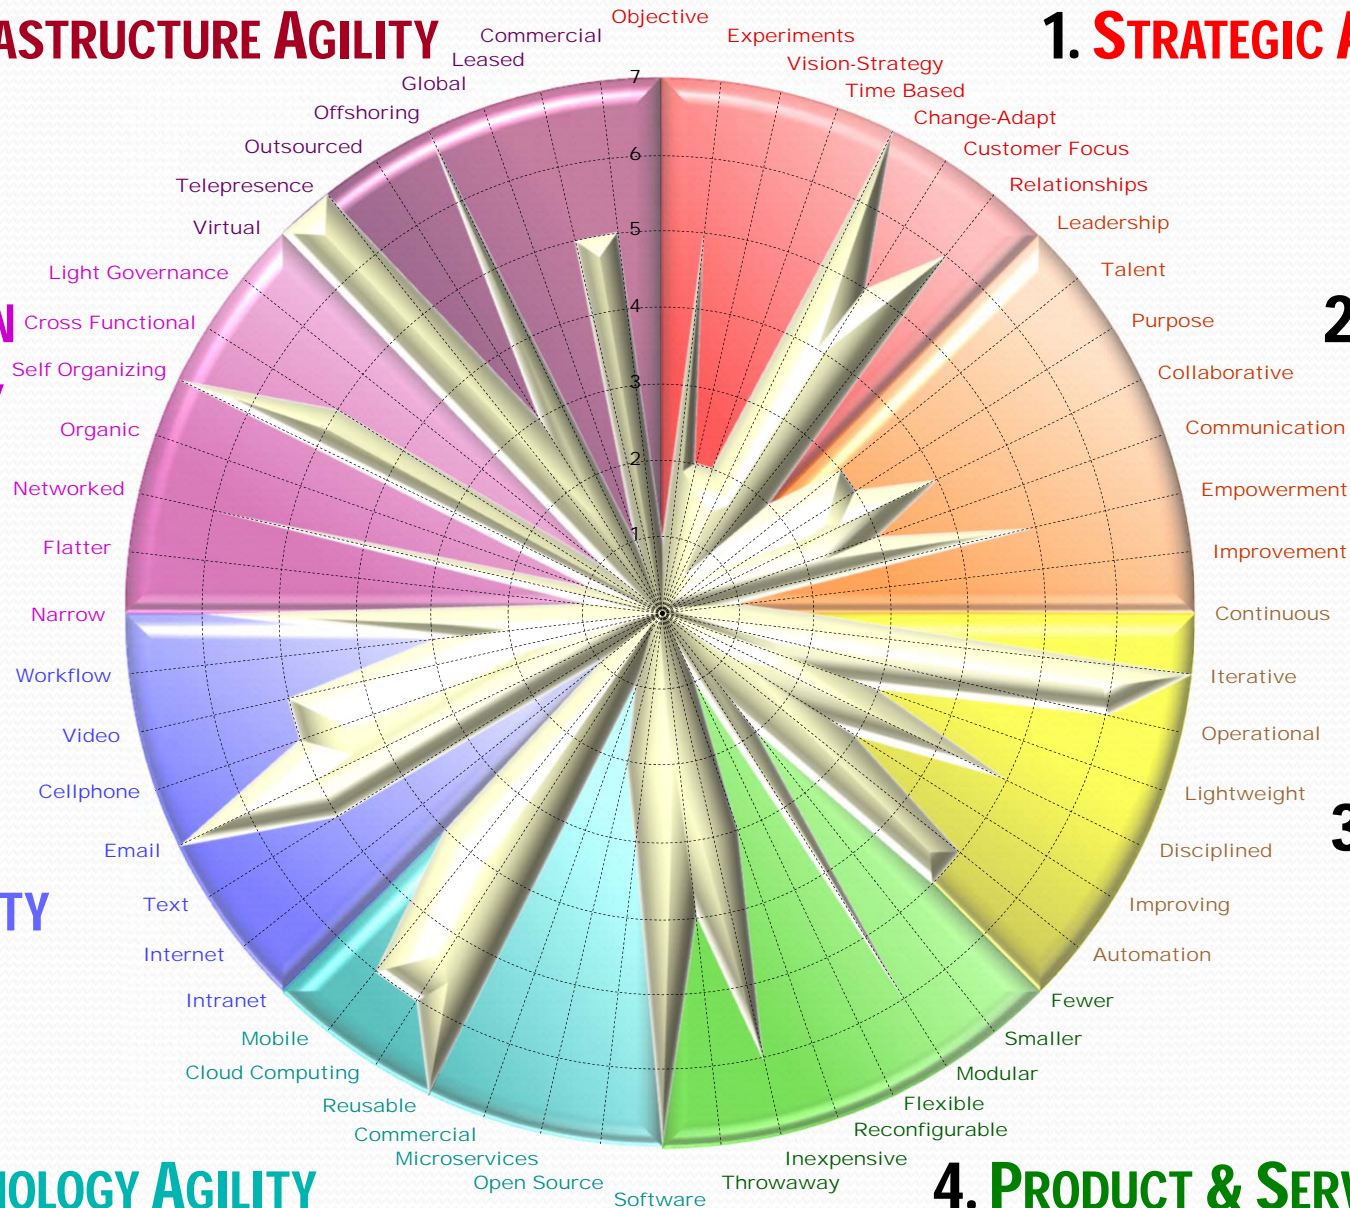 ASTRUCTURE AGILITY
1. STRATEGIC A
Objective
Experiments
Vision-Strategy
Time Based
Change-Adapt
Customer Focus
Relationships
Leadership
Talent
Purpose
Collaborative
Communication
Empowerment
Improvement
Continuous
Iterative
Operational
Lightweight
Disciplined
Improving
Automation
Fewer
Smaller
Modular
Flexible
Reconfigurable
Inexpensive
Throwaway
Software
Open Source
Microservices
Commercial
Reusable
Cloud Computing
Mobile
Intranet
Internet
Text
Email
Cellphone
Video
Workflow
Narrow
Flatter
Networked
Organic
Self Organizing
Cross Functional
Light Governance
Virtual
Telepresence
Outsourced
Offshoring
Global
Leased
Commercial
7
6
5
4
3
2
1
N
Y
2
3
TY
NOLOGY AGILITY
4. PRODUCT & SERV